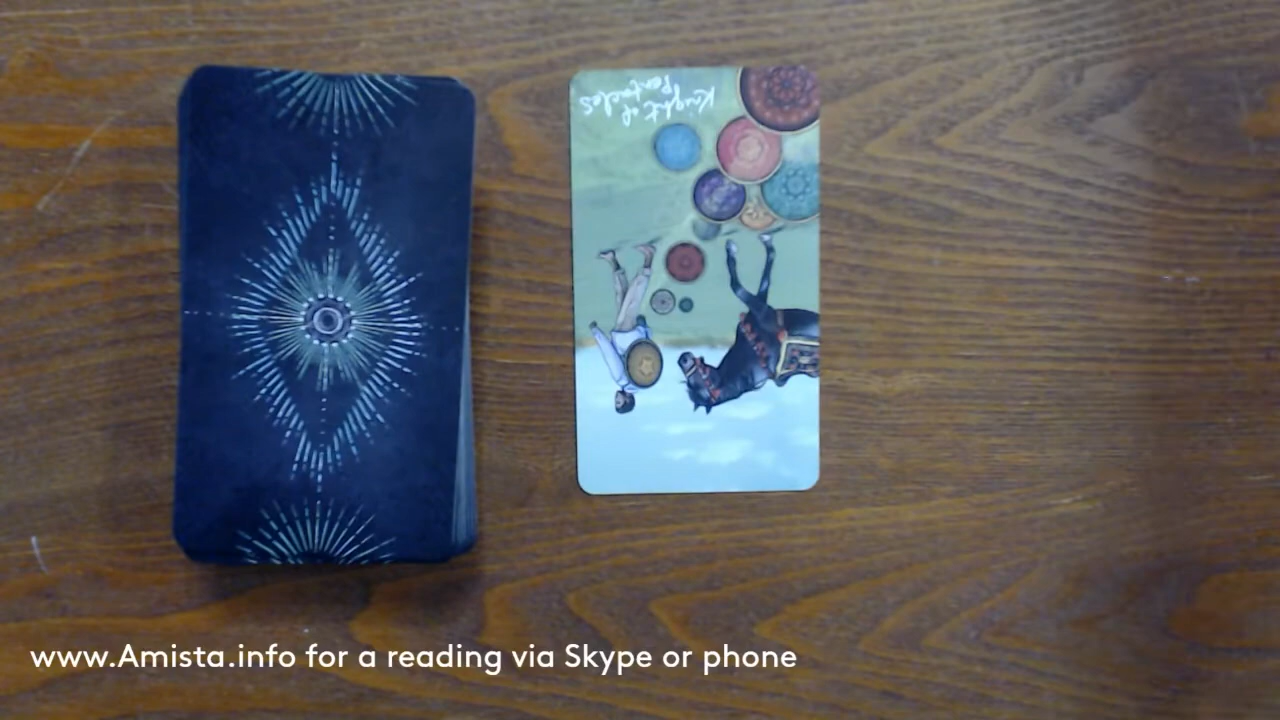 Knight of
Pentacles
www.Amista.info for a reading via Skype or phone